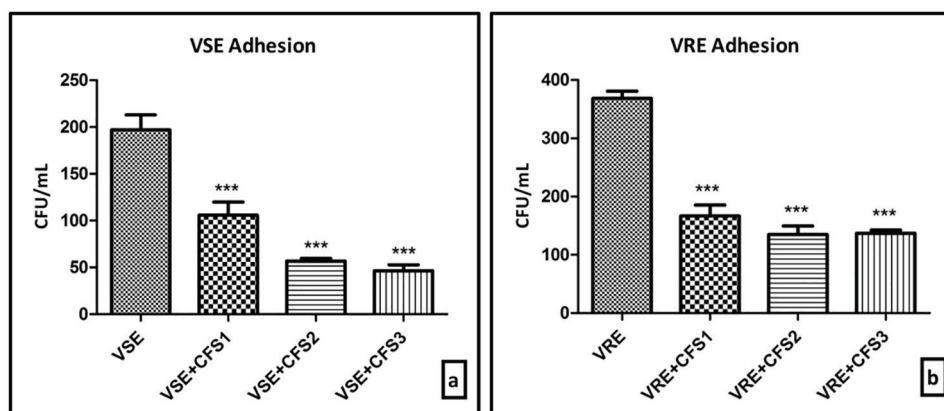 VSE Adhesion
CFU/mL
250
200
150
100
50
0
***
***
***
VSE
VSE+CFS1
VSE+CFS2
VSE+CFS3
a
VRE Adhesion
CFU/mL
400
300
200
100
0
***
***
***
VRE
VRE+CFS1
VRE+CFS2
VRE+CFS3
b